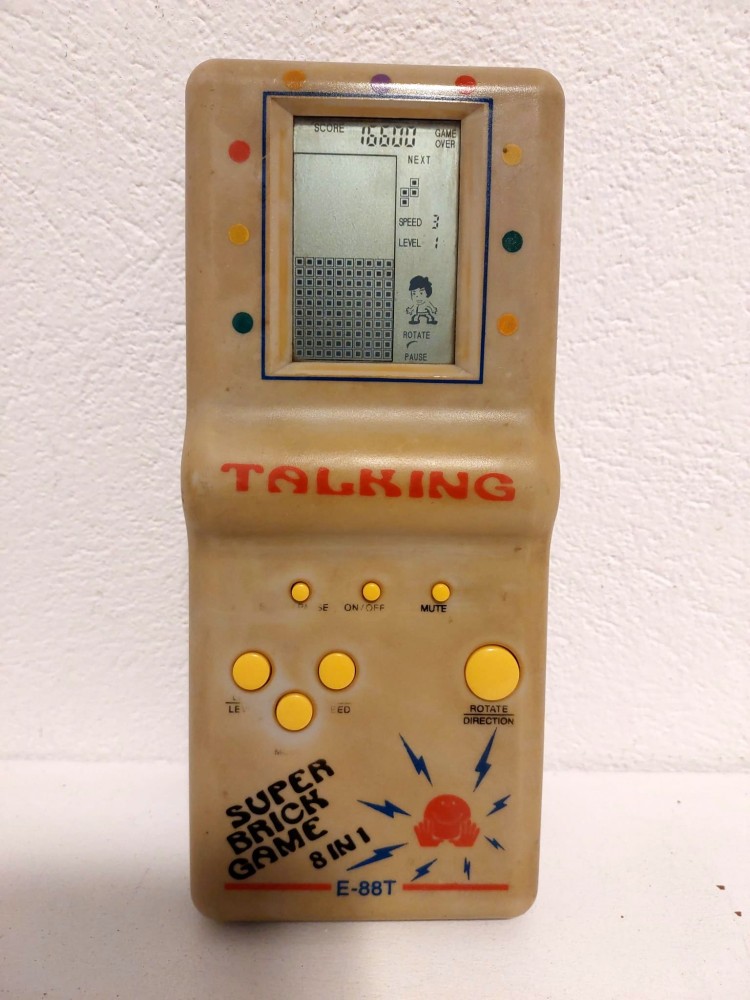 SCORE 16600 GAME
OVER
NEXT
SPEED 3
LEVEL 1
ROTATE
PAUSE
TALKING
ON/OFF MUTE
ROTATE
DIRECTION
SUPER
BRICK
GAME
8 IN 1
E-88T